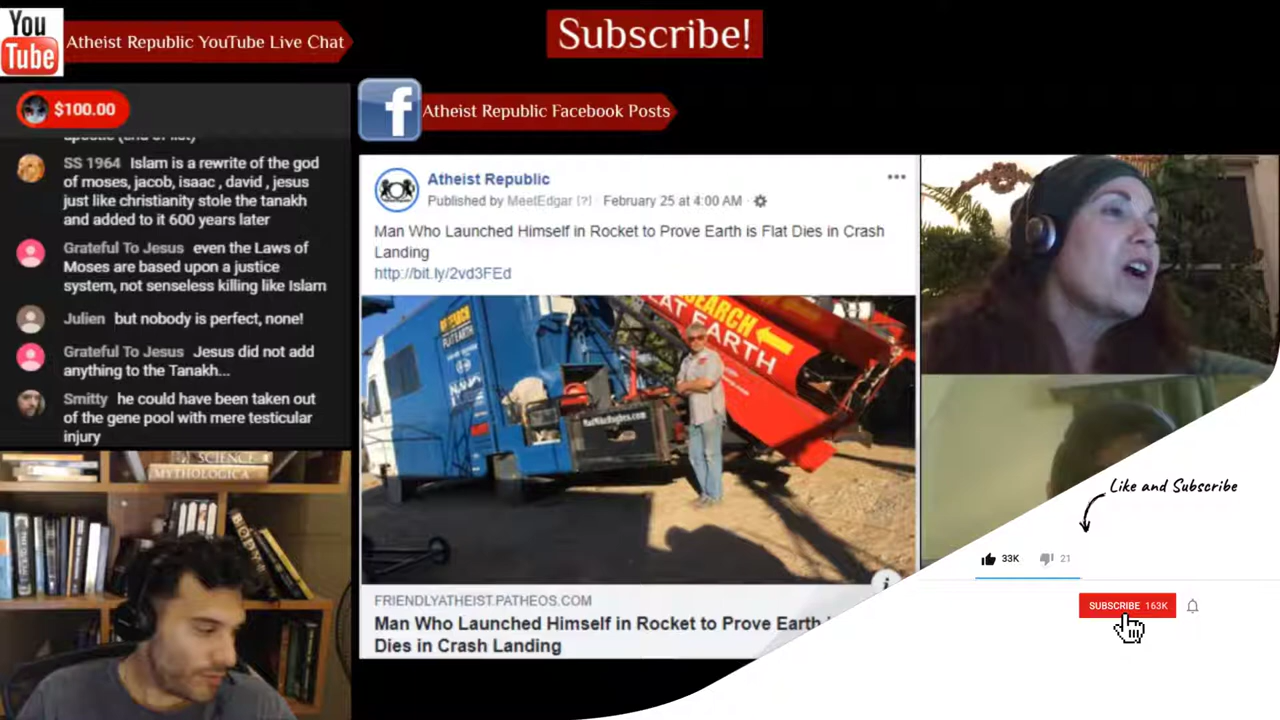 You
Tube
Atheist Republic YouTube Live Chat
Subscribe!
$100.00
SS 1964 Islam is a rewrite of the god
of moses, jacob, isaac , david , jesus
just like christianity stole the tanakh
and added to it 600 years later
Grateful To Jesus even the Laws of
Moses are based upon a justice
system, not senseless killing like Islam
Julien but nobody is perfect, none!
Grateful To Jesus Jesus did not add
anything to the Tanakh...
Smitty he could have been taken out
of the gene pool with mere testicular
injury
SCIENCE
MYTHOLOGICA
BODY
f
Atheist Republic Facebook Posts
Atheist Republic
Published by MeetEdgar [?] · February 25 at 4:00 AM ·
Man Who Launched Himself in Rocket to Prove Earth is Flat Dies in Crash
Landing
http://bit.ly/2vd3FEd
FLAT EARTH
MadMikeHughes.com
FRIENDLYATHEIST.PATHEOS.COM
Man Who Launched Himself in Rocket to Prove Earth
Dies in Crash Landing
Like and Subscribe
33K 21
SUBSCRIBE 163K